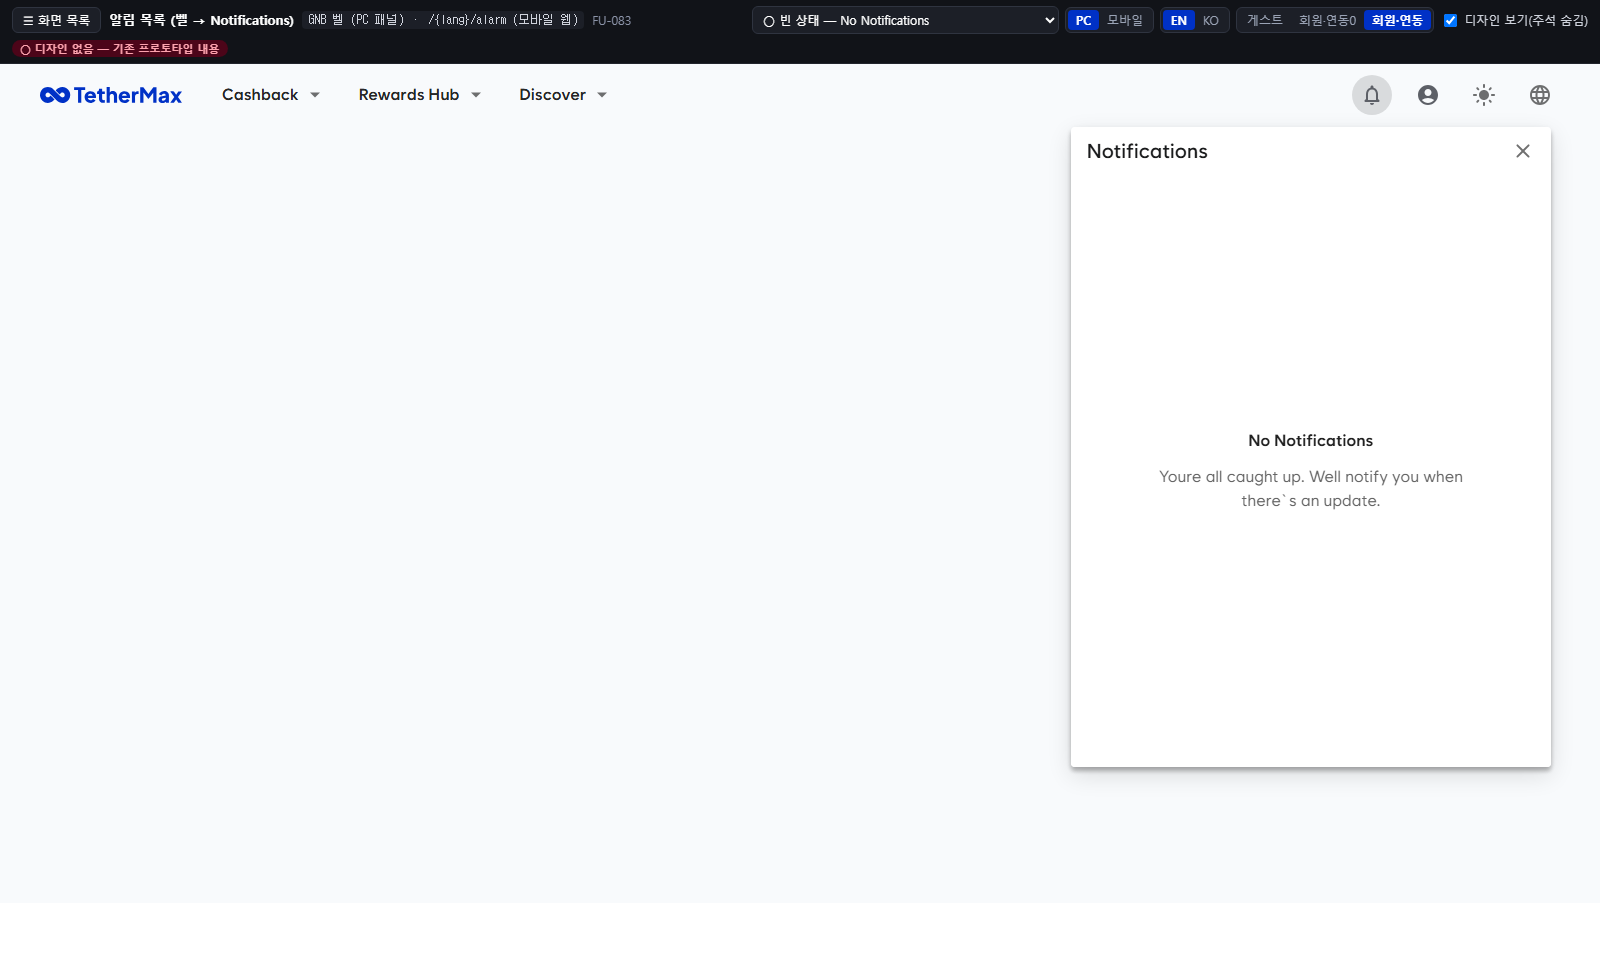 ☰ 화면 목록 알림 목록 (벨 → Notifications) GNB 벨 (PC 패널) · /{lang}/alarm (모바일 웹) FU-083 ○ 빈 상태 — No Notifications PC 모바일 EN KO 게스트 회원·연동0 회원·연동 디자인 보기(주석 숨김)
○ 디자인 없음 — 기존 프로토타입 내용
TetherMax Cashback Rewards Hub Discover
Notifications
No Notifications
Youre all caught up. Well notify you when
there`s an update.